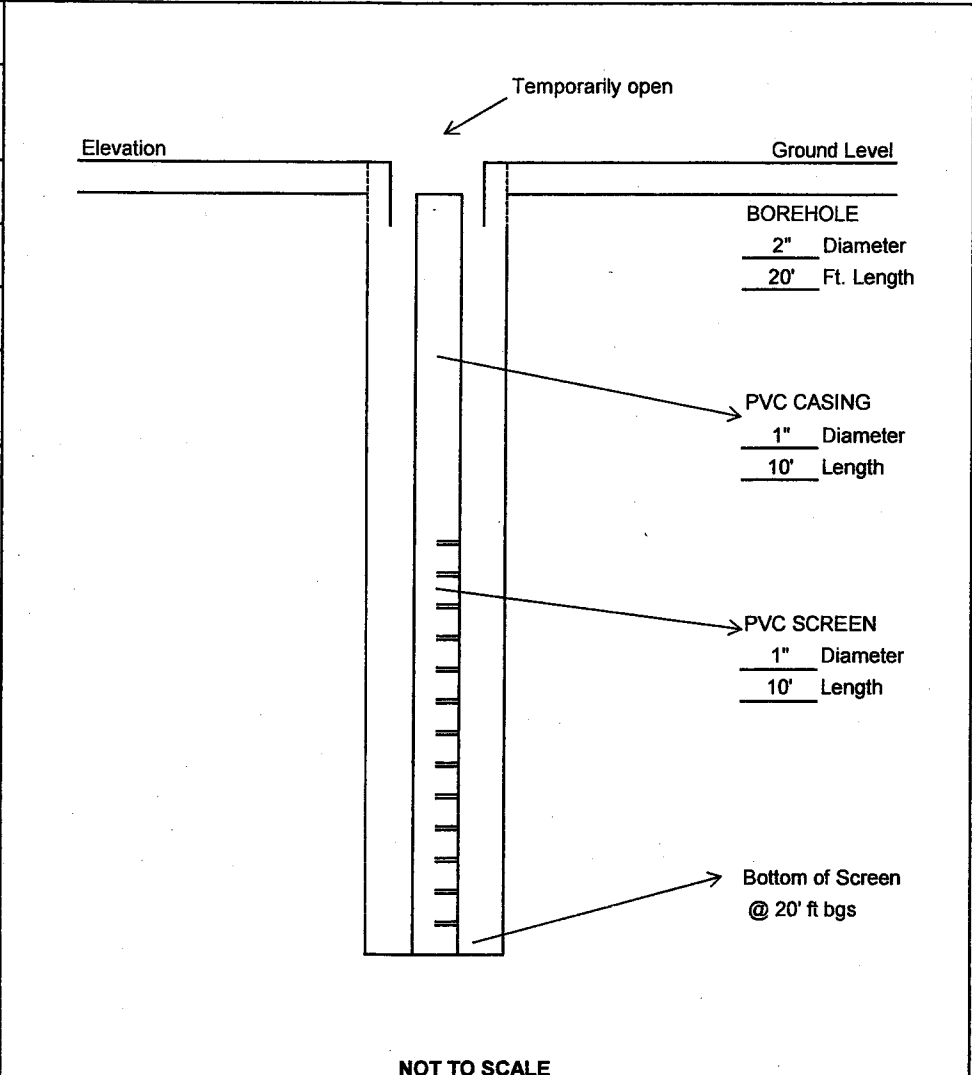 Temporarily open
Elevation
Ground Level
BOREHOLE
2" Diameter
20' Ft. Length
PVC CASING
1" Diameter
10' Length
PVC SCREEN
1" Diameter
10' Length
Bottom of Screen
@ 20' ft bgs
NOT TO SCALE